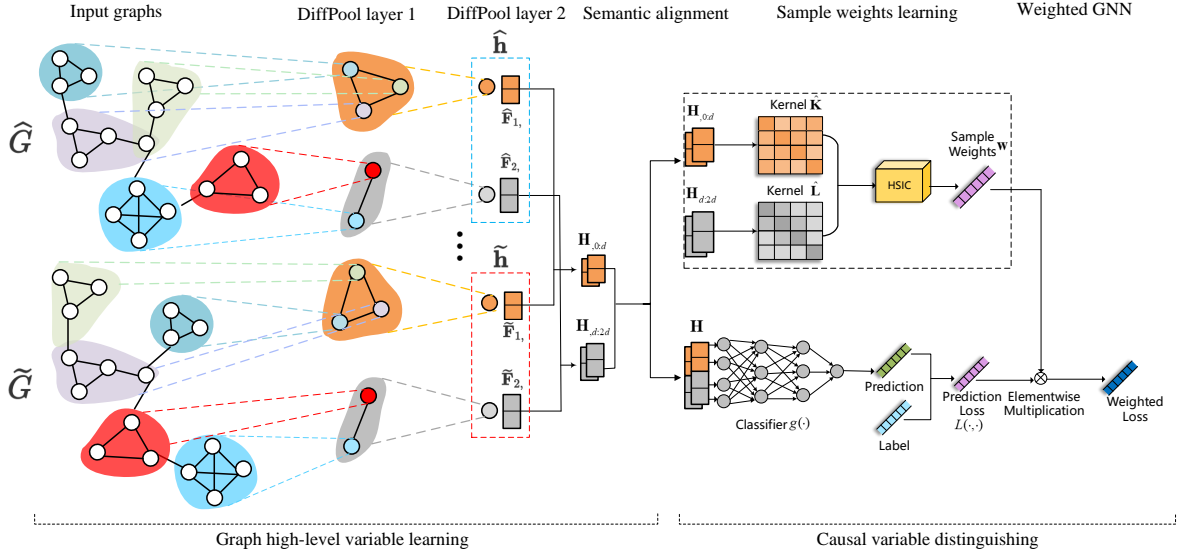 Input graphs
DiffPool layer 1
DiffPool layer 2
Semantic alignment
Sample weights learning
Weighted GNN
ĥ
Ĝ
F̂₁,
F̂₂,
h̃
G̃
F̃₁,
F̃₂,
H,0:d
H,d:2d
H,0:d
Kernel K̂
H d:2d
Kernel L̂
HSIC
Sample
Weights w
H
Classifier g(·)
Prediction
Label
Prediction
Loss
L(·,·)
Elementwise
Multiplication
Weighted
Loss
Graph high-level variable learning
Causal variable distinguishing